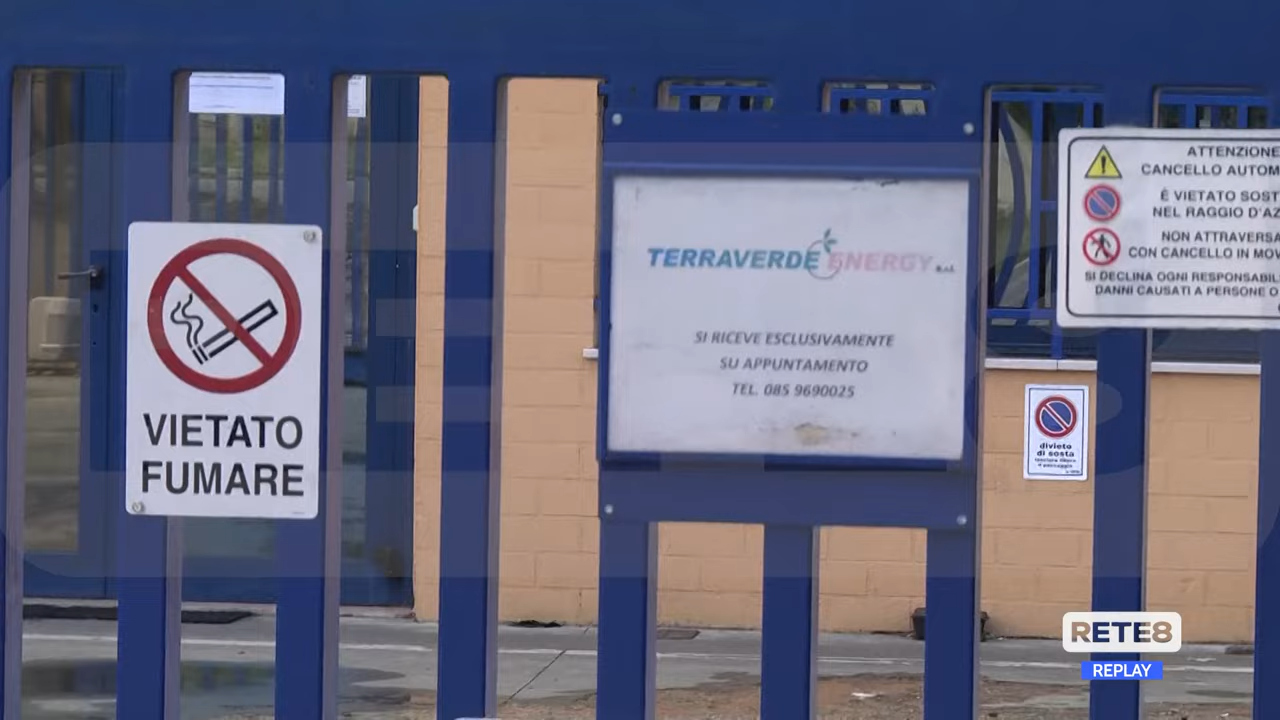 VIETATO
FUMARE
TERRAVERDE ENERGY s.r.l.
SI RICEVE ESCLUSIVAMENTE
SU APPUNTAMENTO
TEL. 085 9690025
ATTENZIONE
CANCELLO AUTOM
È VIETATO SOST
NEL RAGGIO D'AZ
NON ATTRAVERSA
CON CANCELLO IN MOV
SI DECLINA OGNI RESPONSABIL
DANNI CAUSATI A PERSONE O
divieto
di sosta
RETE8
REPLAY